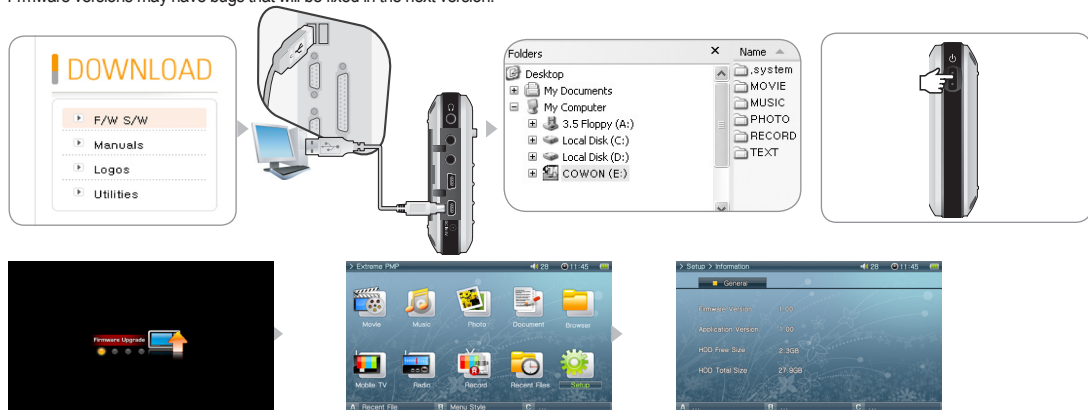 Firmware versions may have bugs that will be fixed in the next version.
DOWNLOAD
F/W S/W
Manuals
Logos
Utilities
Folders
Desktop
My Documents
My Computer
3.5 Floppy (A:)
Local Disk (C:)
Local Disk (D:)
COWON (E:)
Name
.system
MOVIE
MUSIC
PHOTO
RECORD
TEXT
Firmware Upgrade
> Extreme PMP 28 11:45
Movie Music Photo Document Browser
Mobile TV Radio Record Recent Files Setup
A Recent File B Menu Style C ...
> Setup > Information 28 11:45
General
Firmware Version 1.00
Application Version 1.00
HDD Free Size 2.3GB
HDD Total Size 27.9GB
A ... B ... C ...